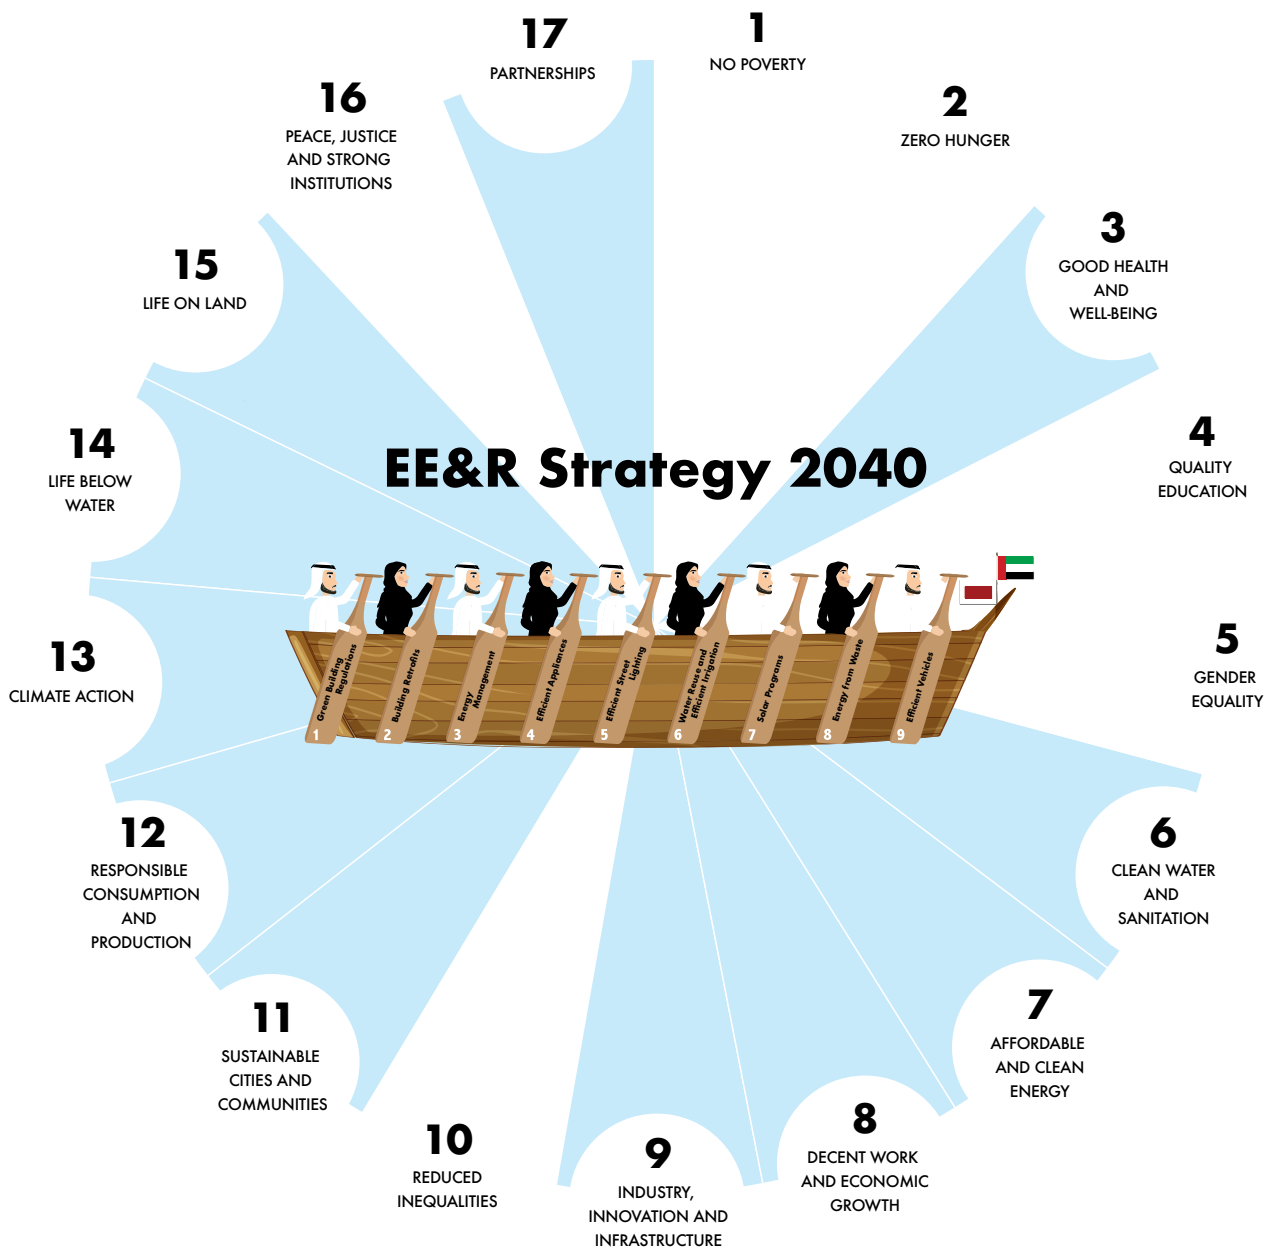 17
PARTNERSHIPS
1
NO POVERTY
2
ZERO HUNGER
3
GOOD HEALTH
AND
WELL-BEING
4
QUALITY
EDUCATION
5
GENDER
EQUALITY
6
CLEAN WATER
AND
SANITATION
7
AFFORDABLE
AND CLEAN
ENERGY
8
DECENT WORK
AND ECONOMIC
GROWTH
9
INDUSTRY,
INNOVATION AND
INFRASTRUCTURE
10
REDUCED
INEQUALITIES
11
SUSTAINABLE
CITIES AND
COMMUNITIES
12
RESPONSIBLE
CONSUMPTION
AND
PRODUCTION
13
CLIMATE ACTION
14
LIFE BELOW
WATER
15
LIFE ON LAND
16
PEACE, JUSTICE
AND STRONG
INSTITUTIONS
EE&R Strategy 2040
Green Building
Regulations
1
Building Retrofits
2
Energy
Management
3
Efficient Appliances
4
Efficient Street
Lighting
5
Water Reuse and
Efficient Irrigation
6
Solar Programs
7
Energy from Waste
8
Efficient Vehicles
9